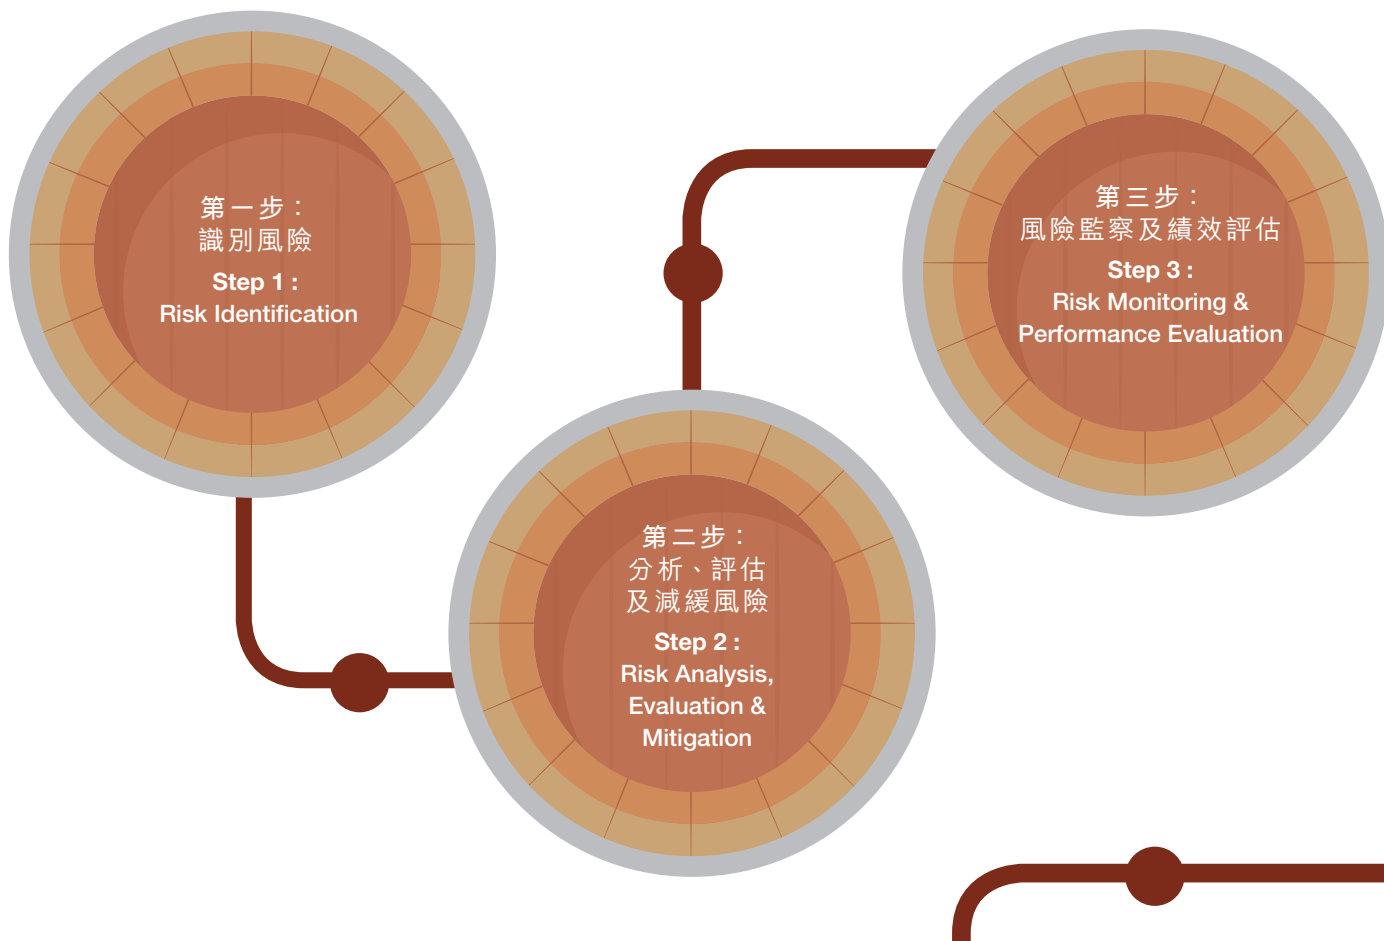 第一步：
識別風險
Step 1 :
Risk Identification
第二步：
分析、評估
及減緩風險
Step 2 :
Risk Analysis,
Evaluation &
Mitigation
第三步：
風險監察及績效評估
Step 3 :
Risk Monitoring &
Performance Evaluation